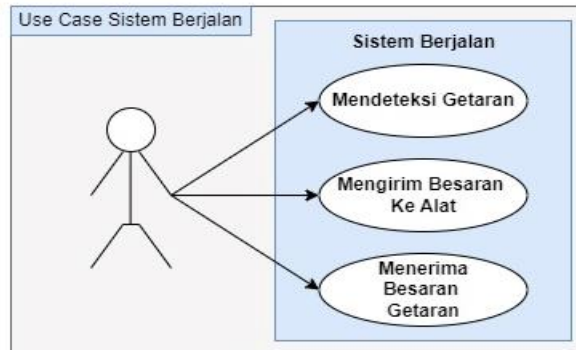 Use Case Sistem Berjalan
Sistem Berjalan
Mendeteksi Getaran
Mengirim Besaran
Ke Alat
Menerima
Besaran
Getaran